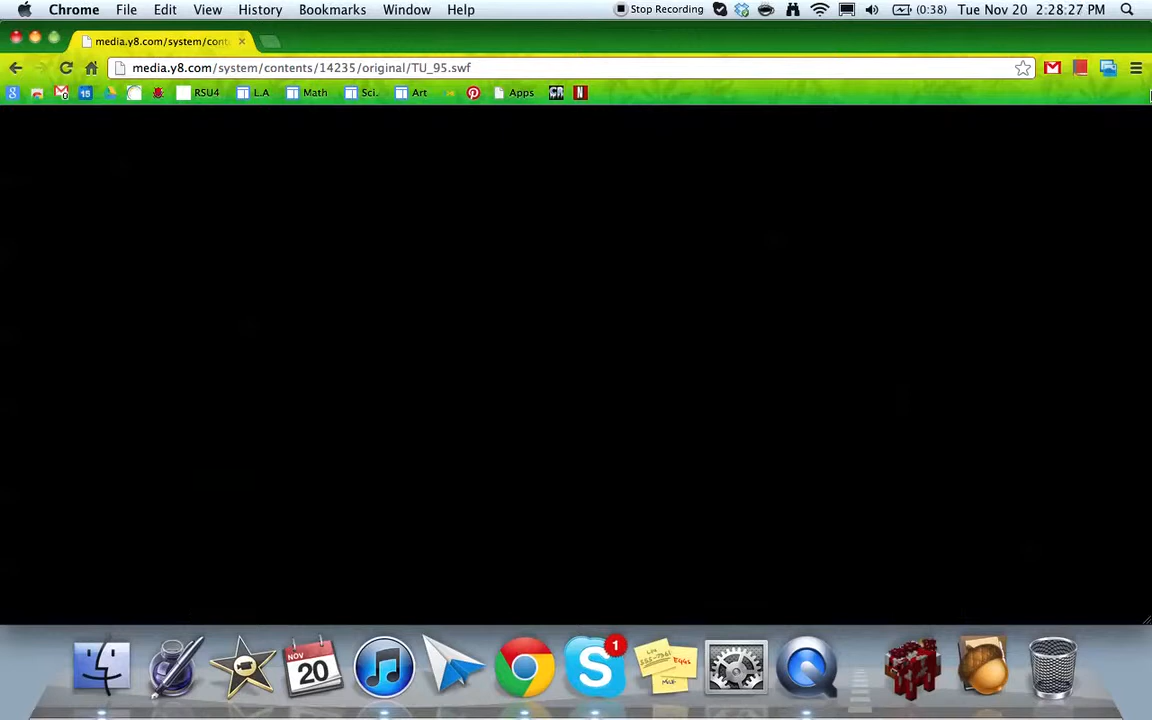 Chrome File Edit View History Bookmarks Window Help Stop Recording (0:38) Tue Nov 20 2:28:27 PM
media.y8.com/system/cont
media.y8.com/system/contents/14235/original/TU_95.swf
RSU4 L.A Math Sci. Art Apps
NOV
20
1